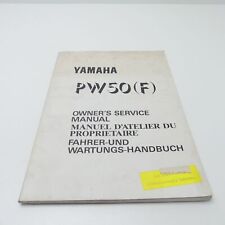 YAMAHA
PW50(F)
OWNER'S SERVICE
MANUAL
MANUEL D'ATELIER DU
PROPRIETAIRE
FAHRER-UND
WARTUNGS-HANDBUCH